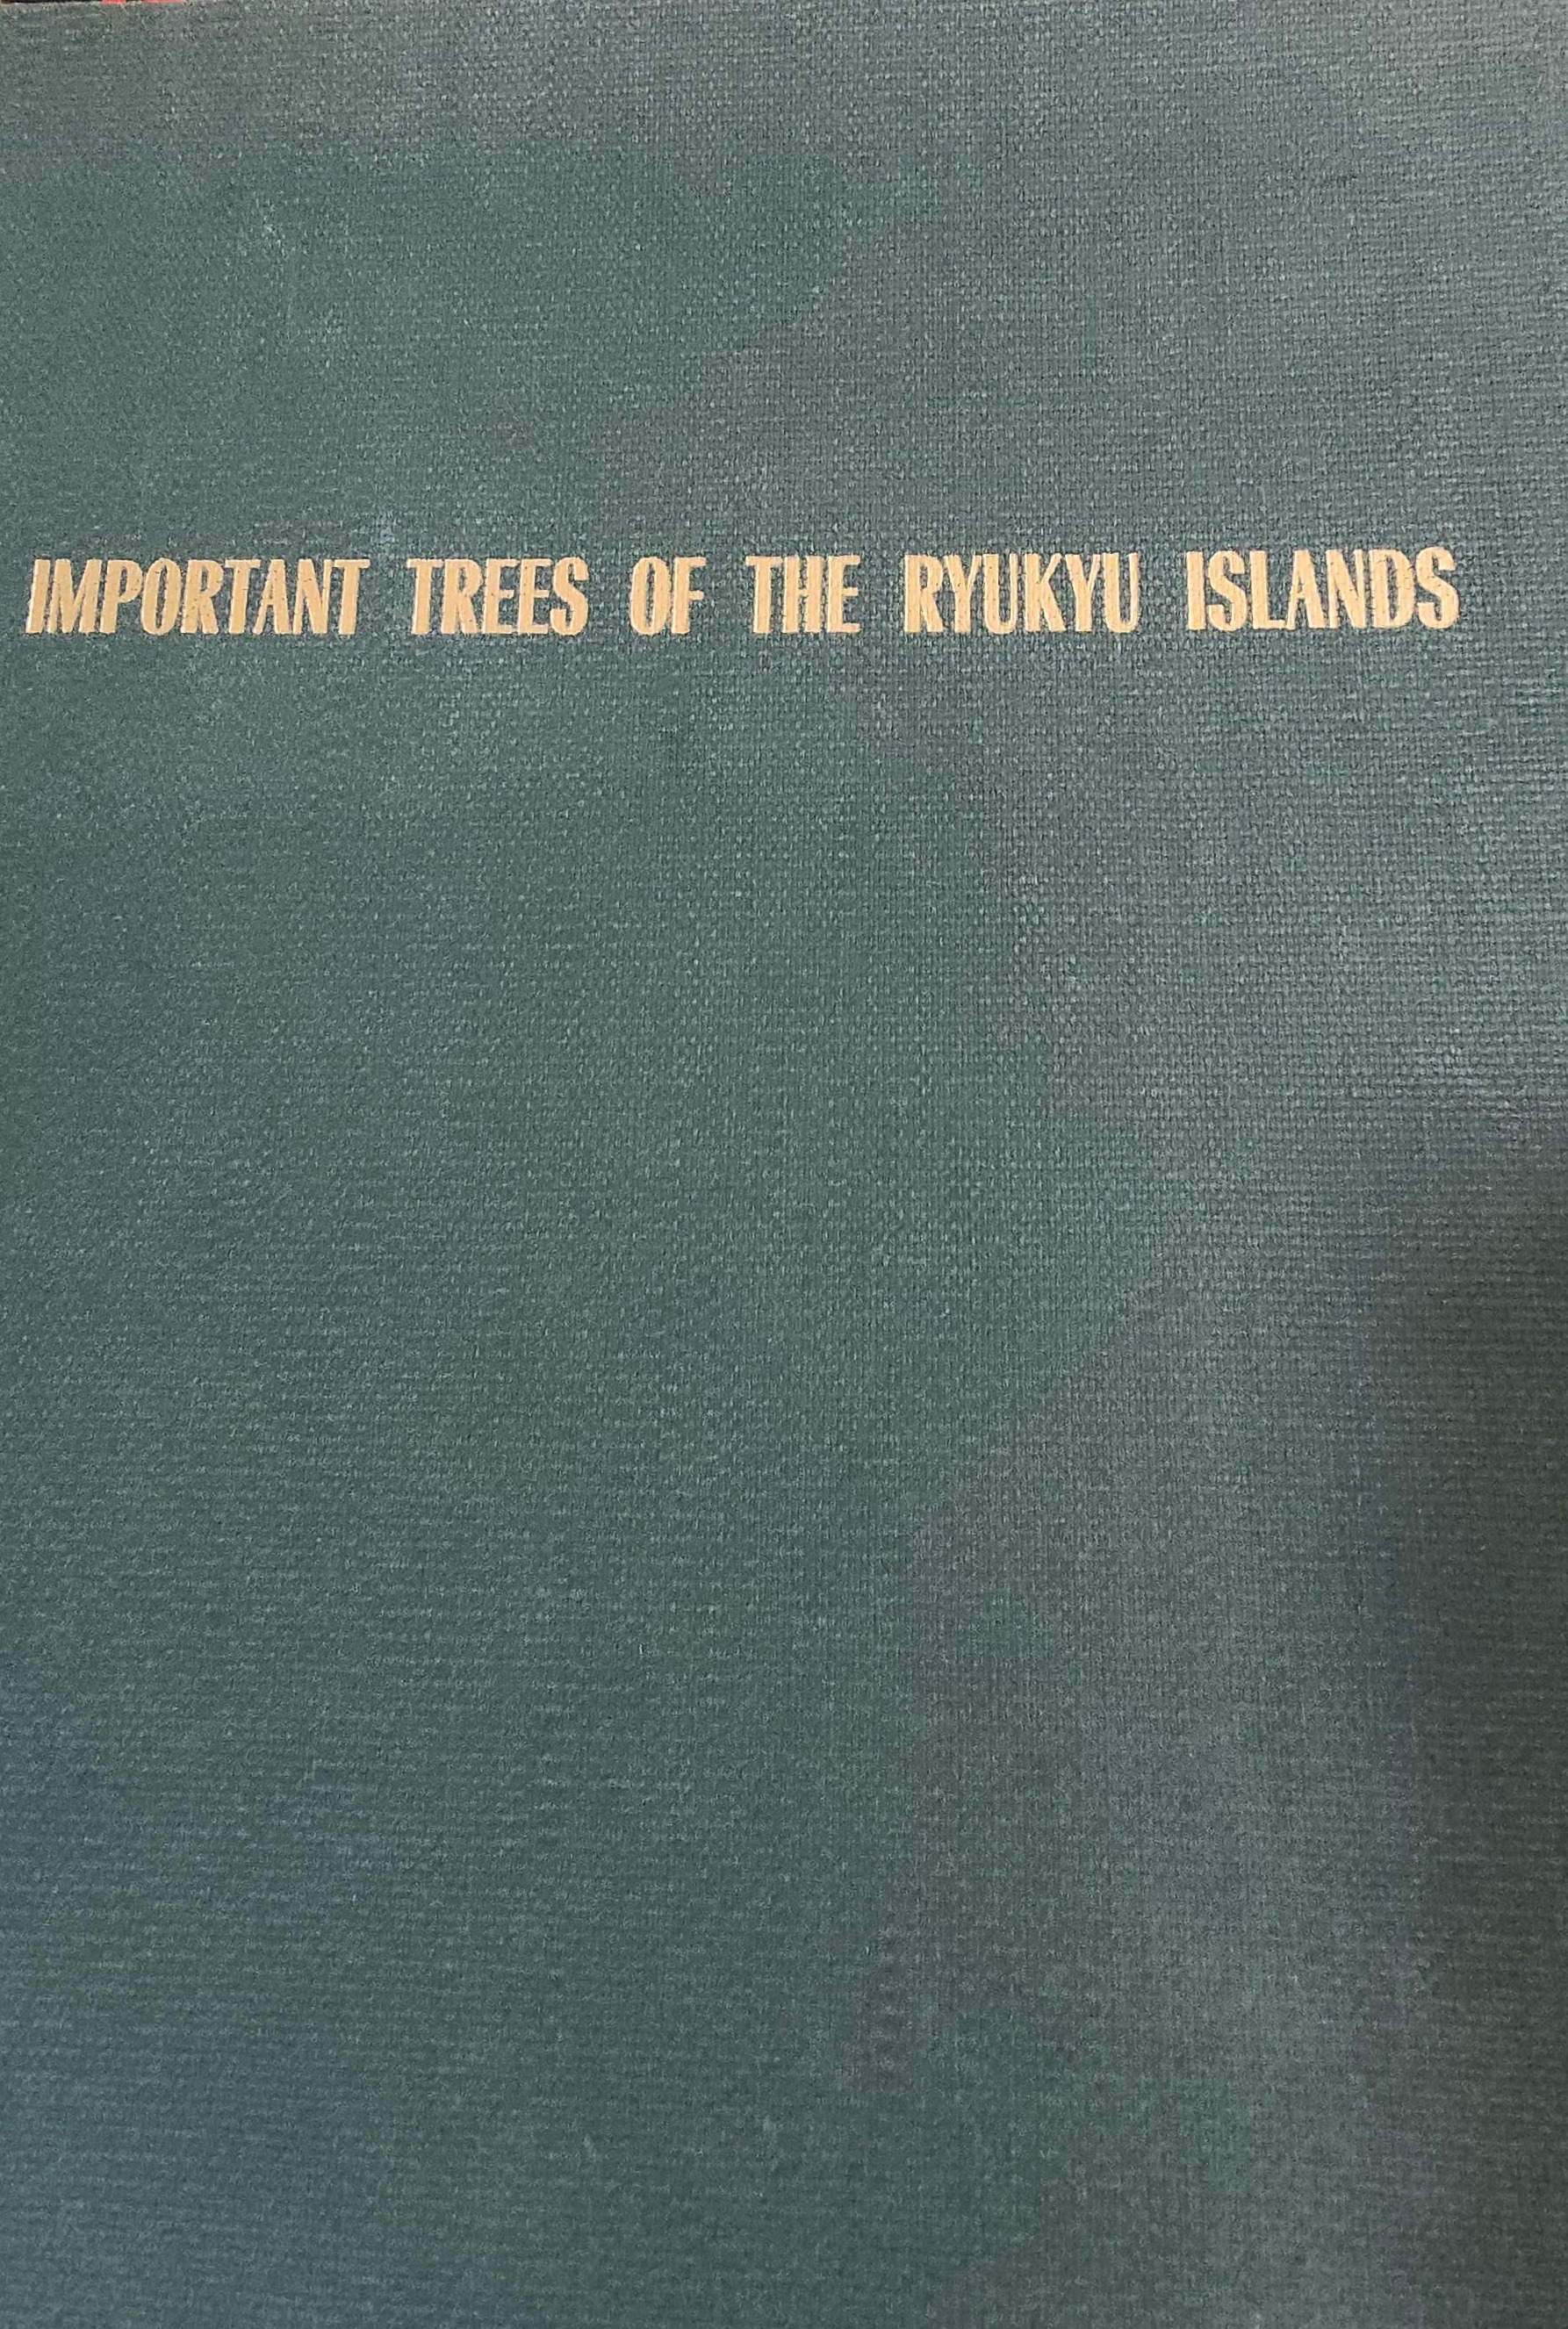 IMPORTANT TREES OF THE RYUKYU ISLANDS